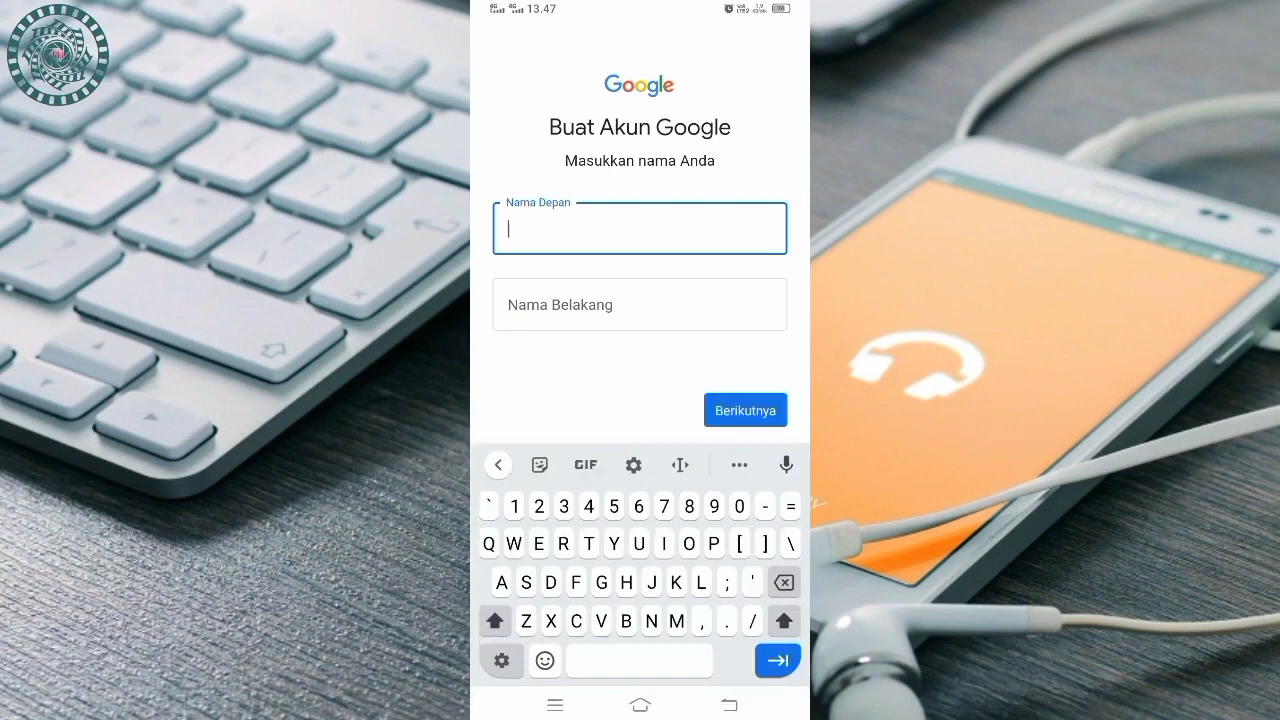 13.47
Google
Buat Akun Google
Masukkan nama Anda
Nama Depan
Nama Belakang
Berikutnya
GIF
` 1 2 3 4 5 6 7 8 9 0 - =
Q W E R T Y U I O P [ ] \
A S D F G H J K L ; '
Z X C V B N M , . /